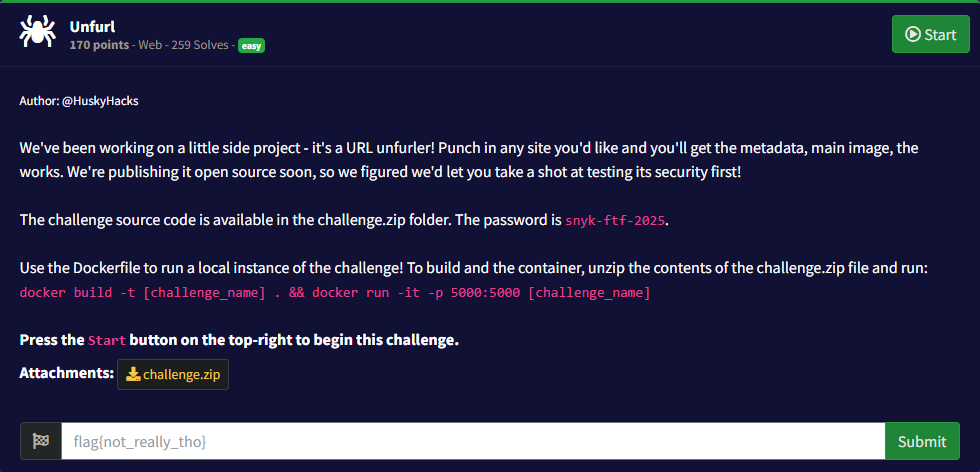 Unfurl
170 points - Web - 259 Solves - easy
Start
Author: @HuskyHacks
We've been working on a little side project - it's a URL unfurler! Punch in any site you'd like and you'll get the metadata, main image, the
works. We're publishing it open source soon, so we figured we'd let you take a shot at testing its security first!
The challenge source code is available in the challenge.zip folder. The password is snyk-ftf-2025.
Use the Dockerfile to run a local instance of the challenge! To build and the container, unzip the contents of the challenge.zip file and run:
docker build -t [challenge_name] . && docker run -it -p 5000:5000 [challenge_name]
Press the Start button on the top-right to begin this challenge.
Attachments: challenge.zip
flag{not_really_tho}
Submit